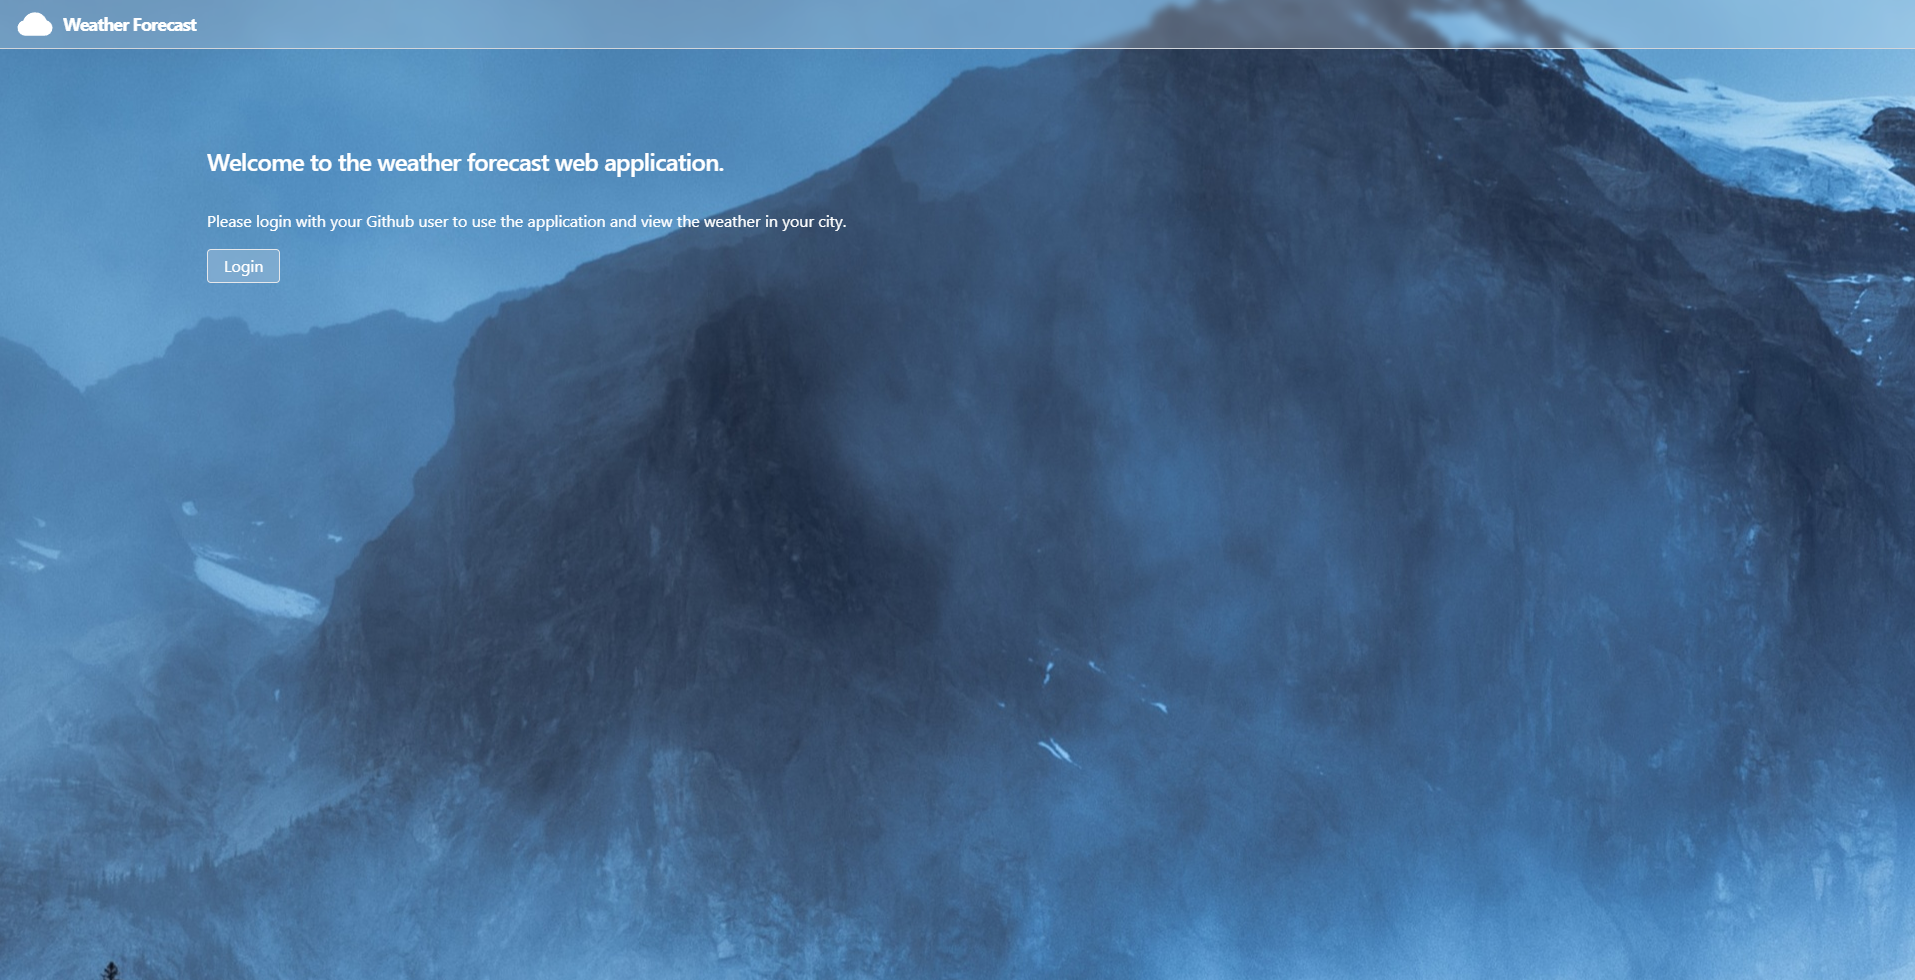 Weather Forecast
Welcome to the weather forecast web application.
Please login with your Github user to use the application and view the weather in your city.
Login